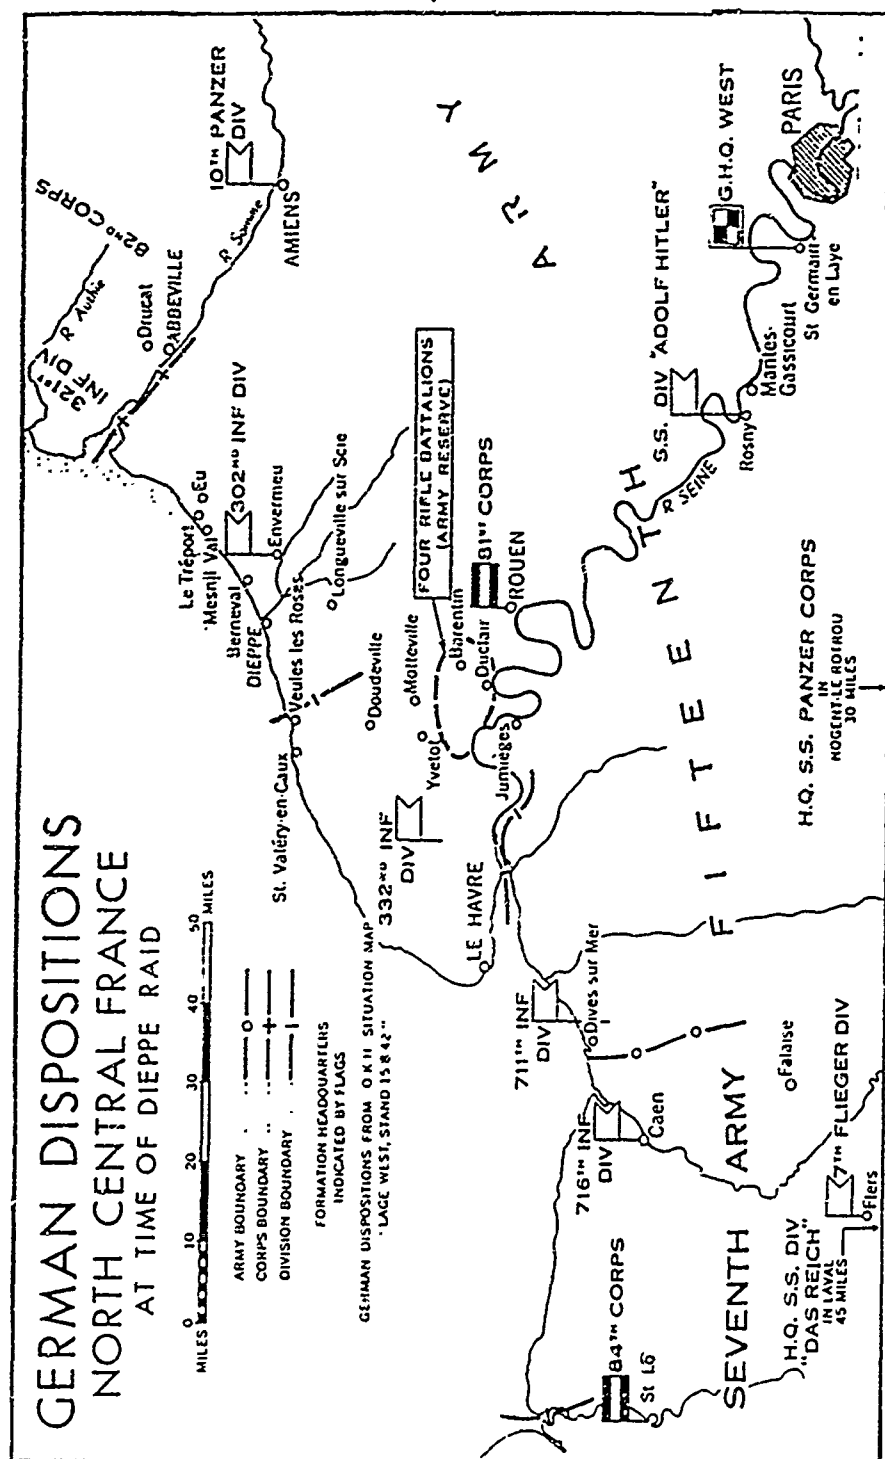 GERMAN DISPOSITIONS
NORTH CENTRAL FRANCE
AT TIME OF DIEPPE RAID
MILES 0 10 20 30 40 50 MILES
ARMY BOUNDARY
CORPS BOUNDARY
DIVISION BOUNDARY
FORMATION HEADQUARTERS
INDICATED BY FLAGS
GERMAN DISPOSITIONS FROM O K H SITUATION MAP
"LAGE WEST, STAND 15 8 42"
82ND CORPS
321ST
INF DIV
R Authie
Drucat
ABBEVILLE
R Somme
10TH PANZER
DIV
AMIENS
Le Tréport
Eu
Mesnil Val
302ND INF DIV
Berneval
Envermeu
DIEPPE
Veules les Roses
Longueville sur Scie
St. Valéry-en-Caux
Doudeville
Motteville
Yvetot
Barentin
FOUR RIFLE BATTALIONS
(ARMY RESERVE)
81ST CORPS
ROUEN
Duclair
Jumièges
332ND INF
DIV
LE HAVRE
FIFTEENTH ARMY
S.S. DIV "ADOLF HITLER"
R SEINE
Rosny
Mantes-
Gassicourt
G.H.Q. WEST
St Germain
en Laye
PARIS
711TH INF
DIV
Dives sur Mer
716TH INF
DIV
Caen
Falaise
84TH CORPS
St Lô
SEVENTH ARMY
7TH FLIEGER DIV
Flers
H.Q. S.S. DIV
"DAS REICH"
IN LAVAL
45 MILES
H.Q. S.S. PANZER CORPS
IN
NOGENT-LE ROTROU
30 MILES